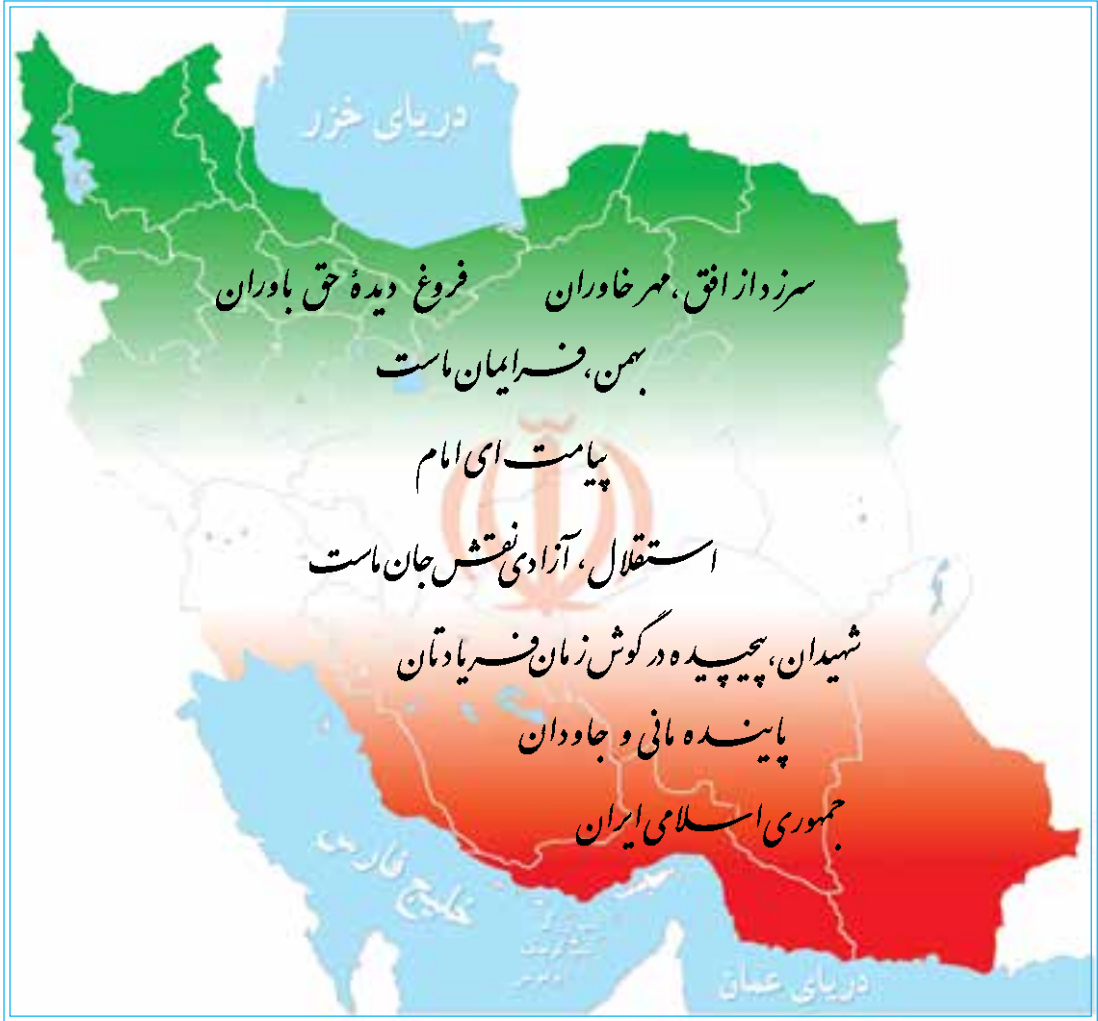 دریای خزر
سرزد از افق، مهر خاوران فروغ دیدهٔ حق باوران
بهمن، فر ایمان ماست
پیامت ای امام
استقلال، آزادی نقش جان ماست
شهیدان، پیچیده در گوش زمان فریادتان
پاینده مانی و جاودان
جمهوری اسلامی ایران
خلیج فارس
دریای عمان